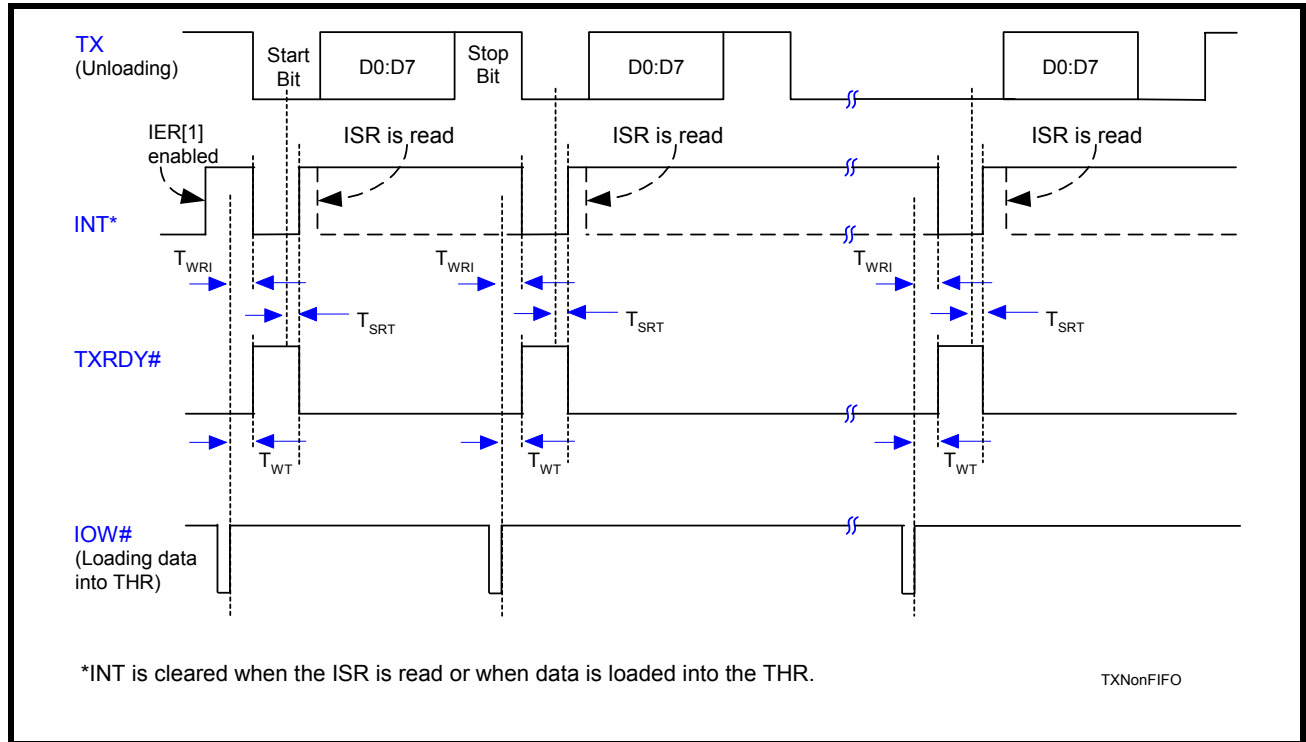 TX
(Unloading)
Start
Bit
D0:D7
Stop
Bit
D0:D7
D0:D7
IER[1]
enabled
ISR is read
ISR is read
ISR is read
INT*
TWRI
TWRI
TWRI
TSRT
TSRT
TSRT
TXRDY#
TWT
TWT
TWT
IOW#
(Loading data
into THR)
*INT is cleared when the ISR is read or when data is loaded into the THR.
TXNonFIFO